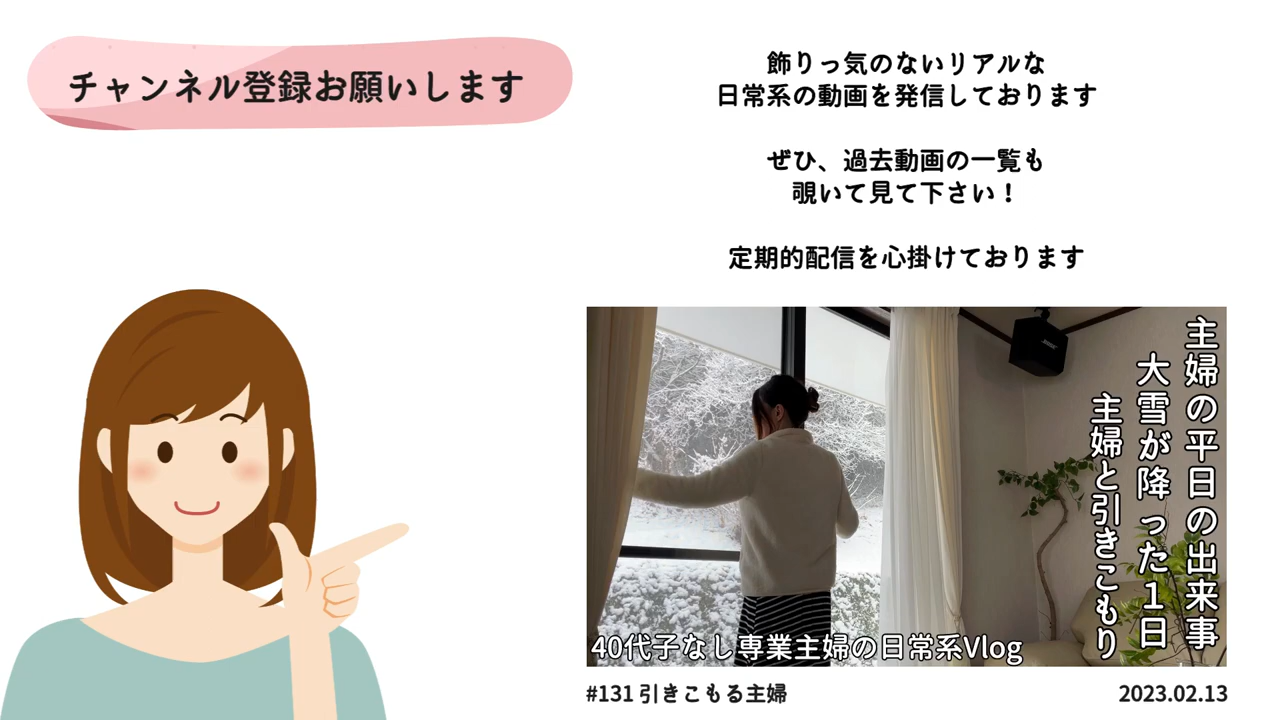 チャンネル登録お願いします
飾りっ気のないリアルな
日常系の動画を発信しております
ぜひ、過去動画の一覧も
覗いて見て下さい！
定期的配信を心掛けております
主婦の平日の出来事
大雪が降った１日
主婦と引きこもり
BOSE
40代子なし専業主婦の日常系Vlog
#131 引きこもる主婦
2023.02.13